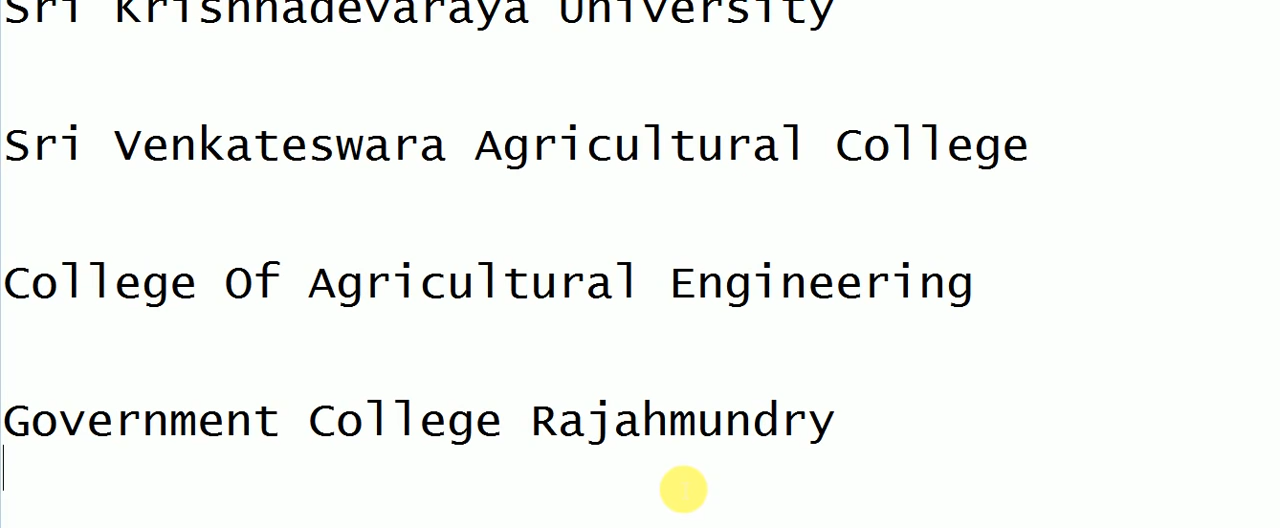 Sri Krishnadevaraya University
Sri Venkateswara Agricultural College
College Of Agricultural Engineering
Government College Rajahmundry